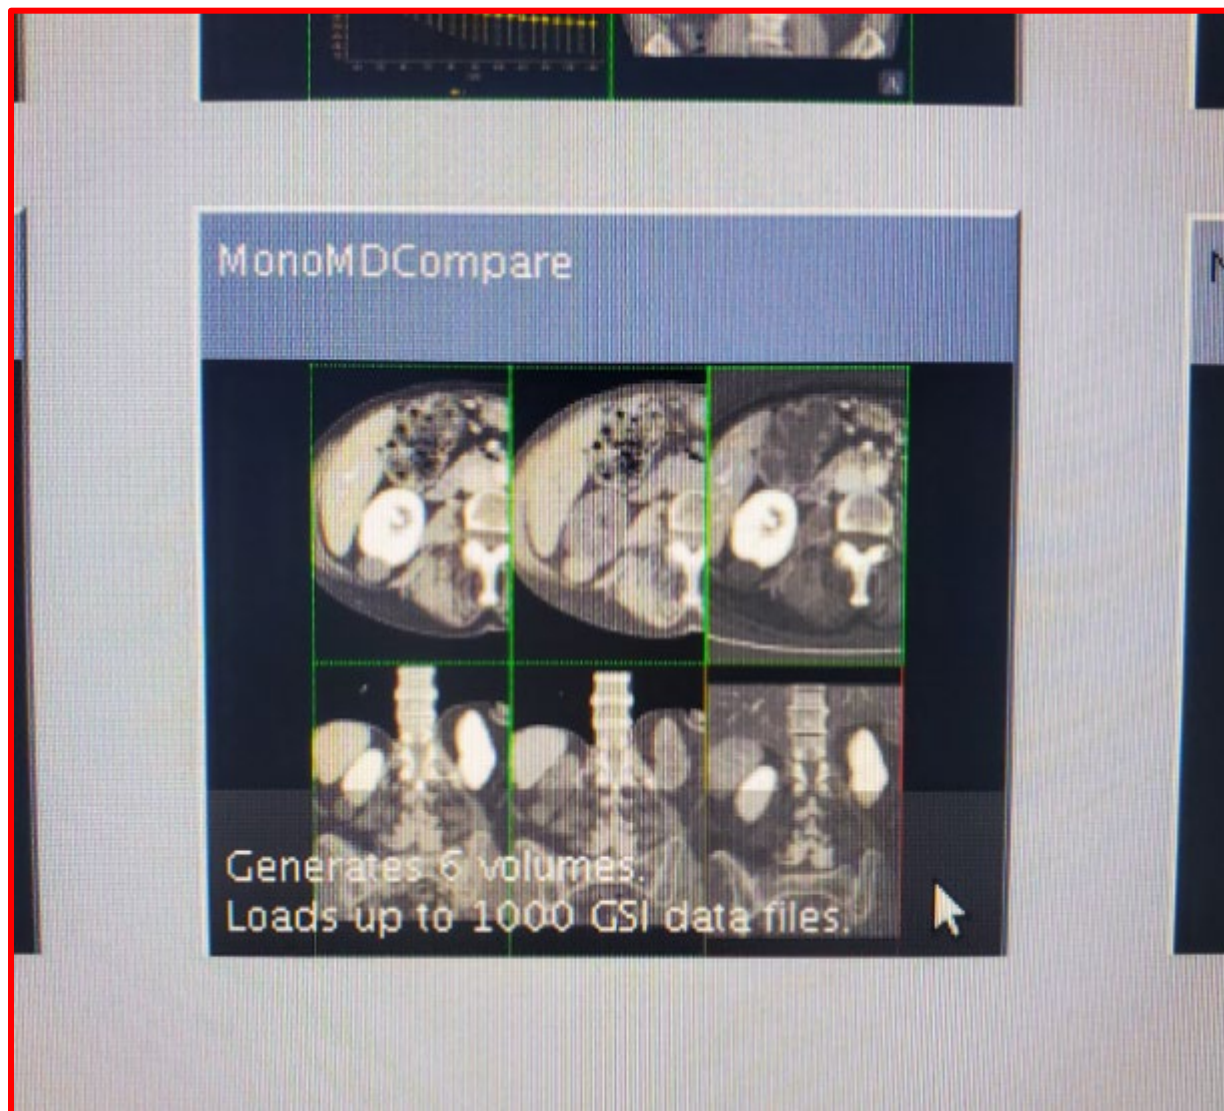 MonoMDCompare
Generates 6 volumes.
Loads up to 1000 GSI data files.